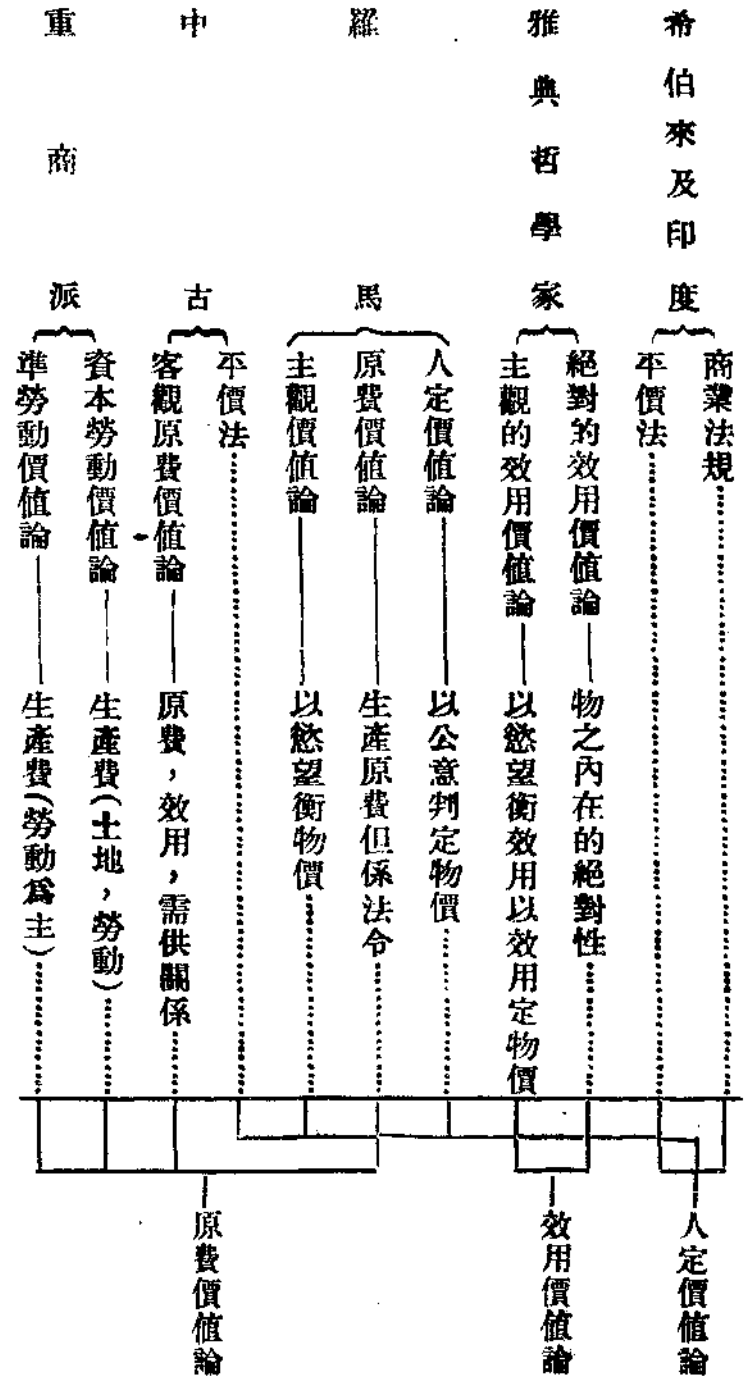 希伯來及印度
商業法規
平價法
雅典哲學家
絕對的效用價值論——物之內在的絕對性
主觀的效用價值論——以慾望衡效用以效用定物價
羅馬
人定價值論——以公意判定物價
原費價值論——生產原費但係法令
主觀價值論——以慾望衡物價
中古
平價法
客觀原費價值論——原費，效用，需供關係
重商派
資本勞動價值論——生產費(土地，勞動)
準勞動價值論——生產費(勞動爲主)
人定價值論
效用價值論
原費價值論